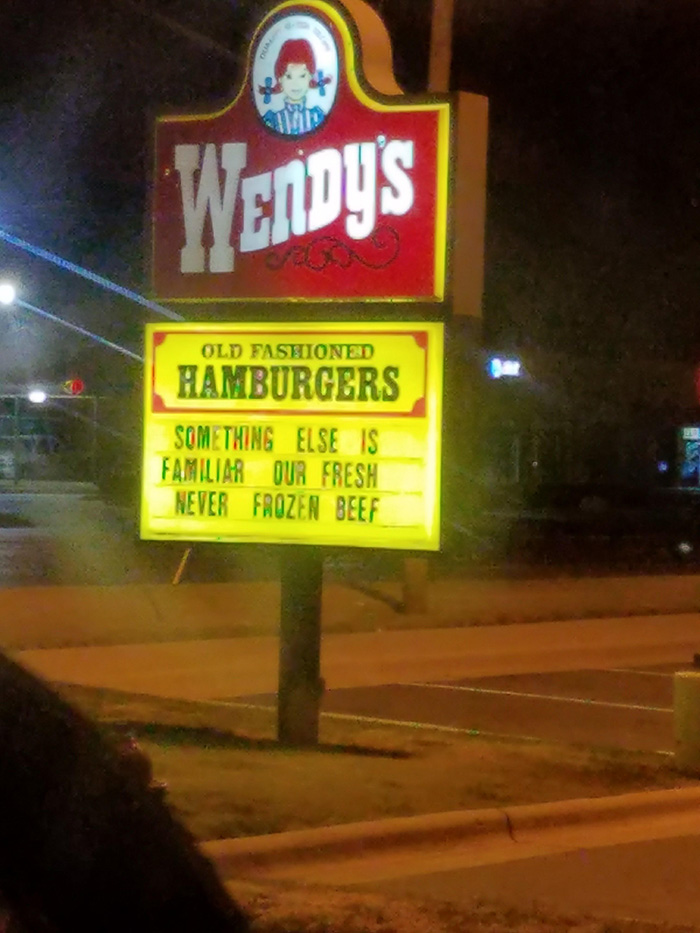 WENDY'S
OLD FASHIONED
HAMBURGERS
SOMETHING ELSE IS
FAMILIAR OUR FRESH
NEVER FROZEN BEEF